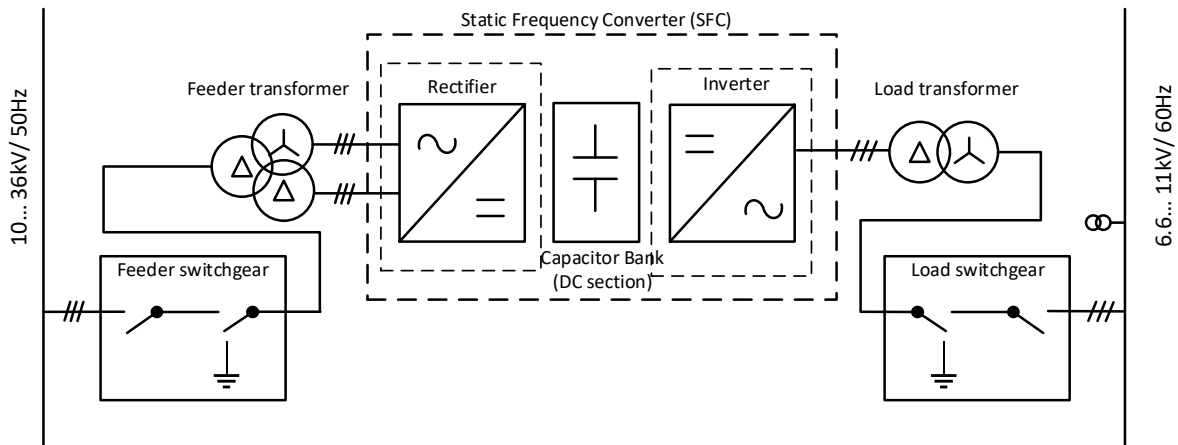 Static Frequency Converter (SFC)
Feeder transformer
Rectifier
Inverter
Load transformer
10... 36kV/ 50Hz
6.6... 11kV/ 60Hz
Capacitor Bank
(DC section)
Feeder switchgear
Load switchgear